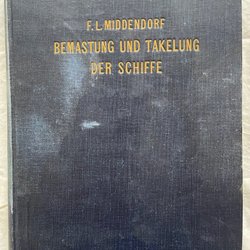 F.L.MIDDENDORF
BEMASTUNG UND TAKELUNG
DER SCHIFFE